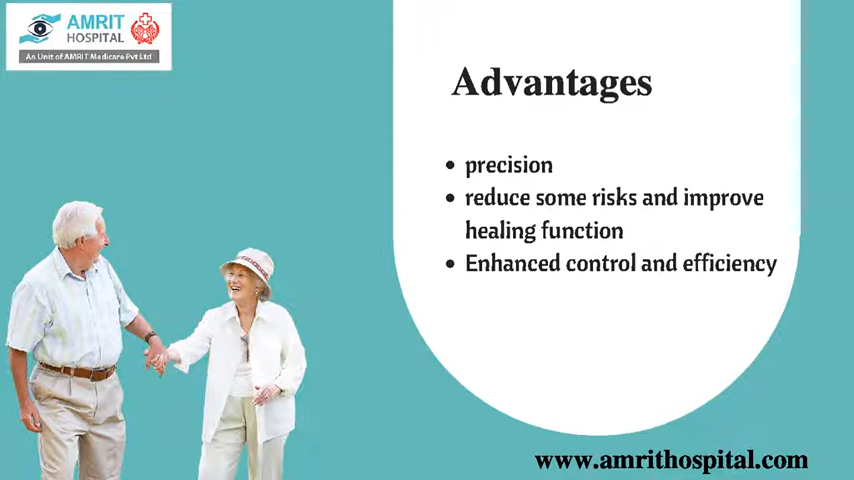 AMRIT
HOSPITAL
An Unit of AMRIT Medicare Pvt Ltd
Advantages
• precision
• reduce some risks and improve
healing function
• Enhanced control and efficiency
www.amrithospital.com